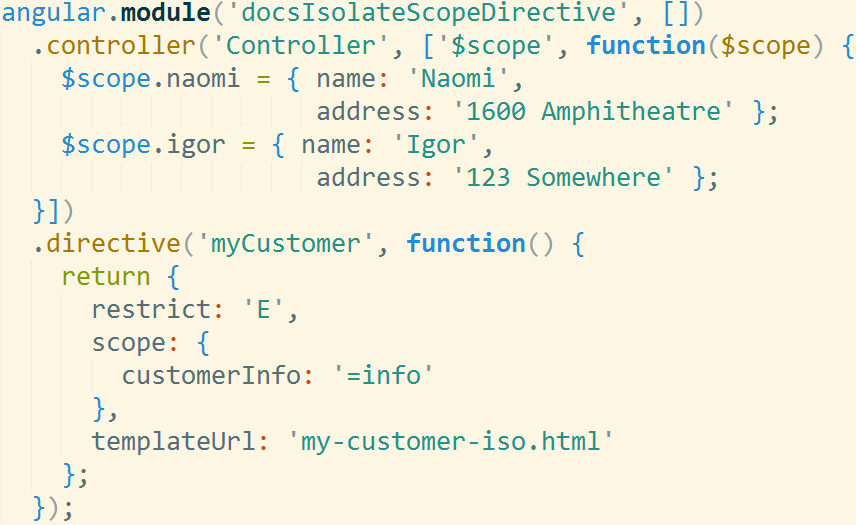 angular.module('docsIsolateScopeDirective', [])
  .controller('Controller', ['$scope', function($scope) {
    $scope.naomi = { name: 'Naomi',
                     address: '1600 Amphitheatre' };
    $scope.igor = { name: 'Igor',
                     address: '123 Somewhere' };
  }])
  .directive('myCustomer', function() {
    return {
      restrict: 'E',
      scope: {
        customerInfo: '=info'
      },
      templateUrl: 'my-customer-iso.html'
    };
  });